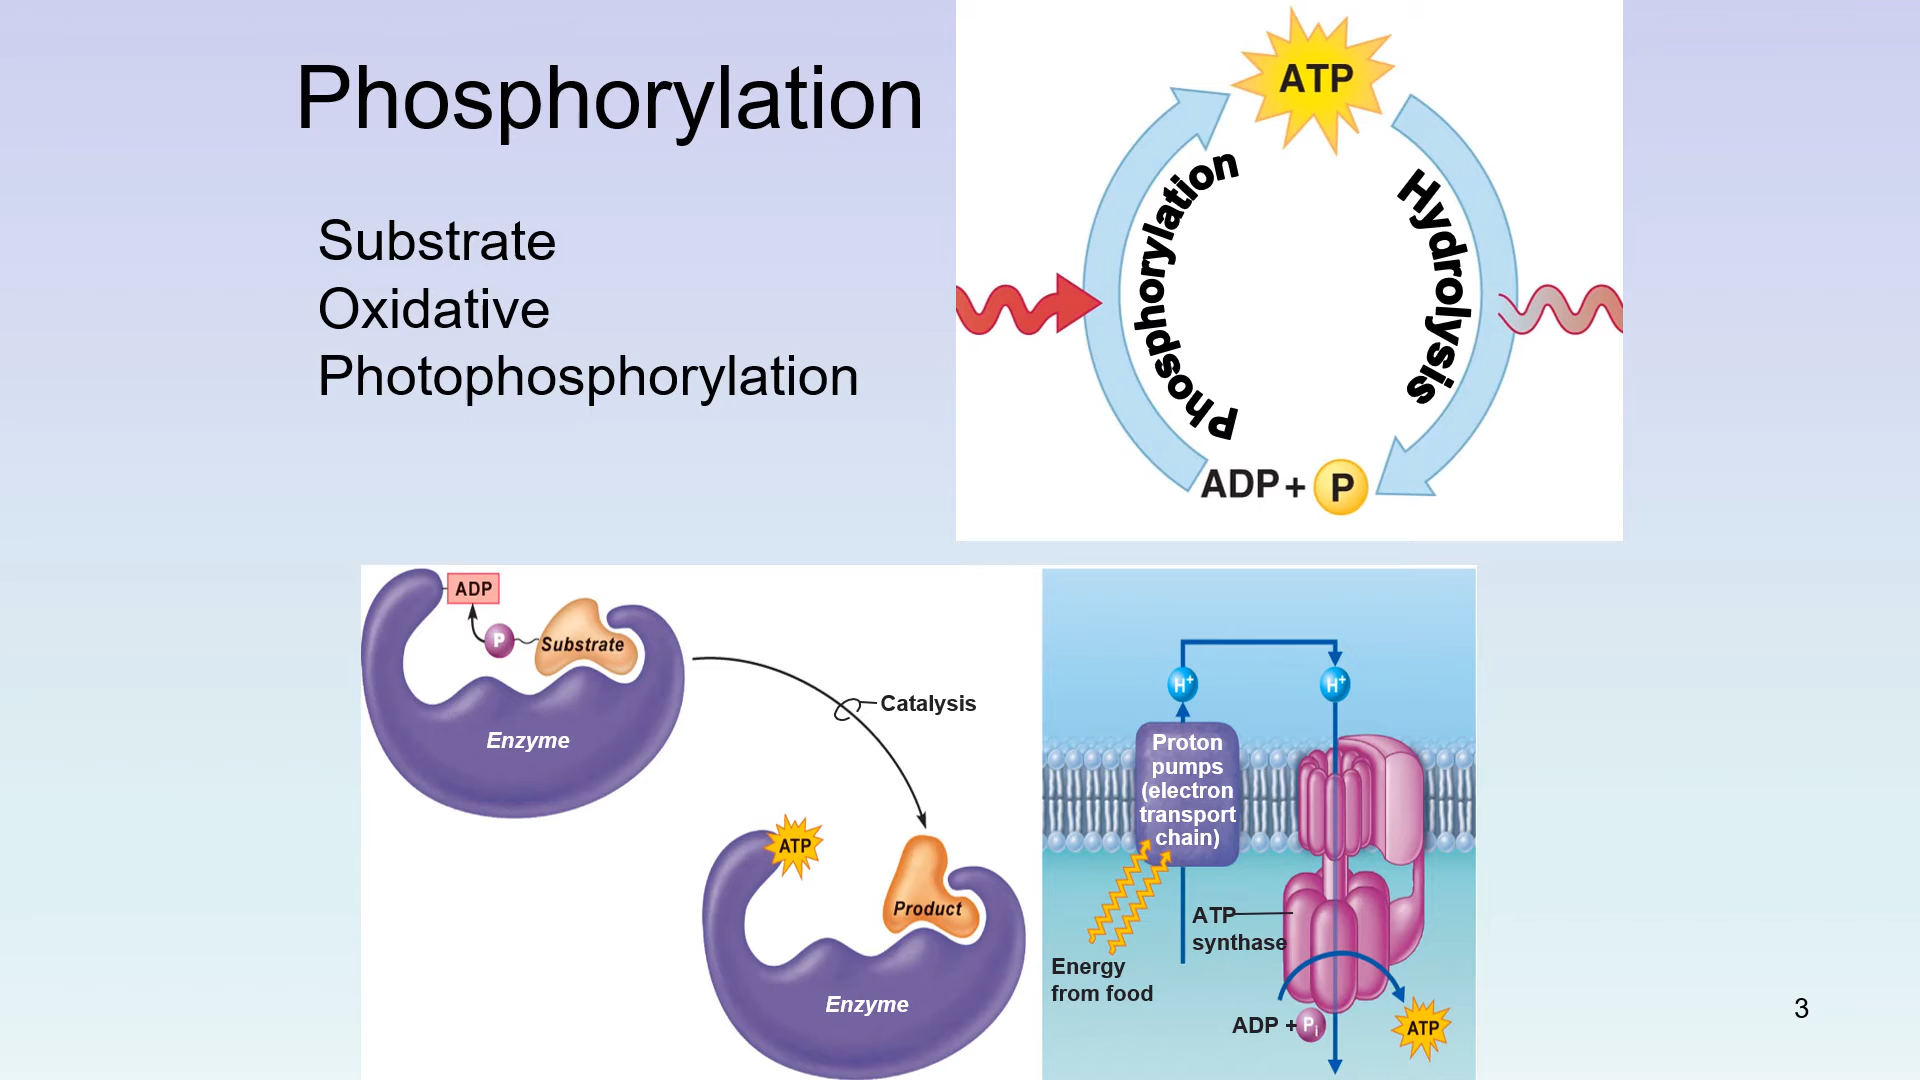 Phosphorylation
Substrate
Oxidative
Photophosphorylation
ATP
Phosphorylation
Hydrolysis
ADP + P
ADP
P
Substrate
Enzyme
Catalysis
ATP
Product
Enzyme
H+
H+
Proton
pumps
(electron
transport
chain)
ATP
synthase
Energy
from food
ADP + Pi
ATP
3